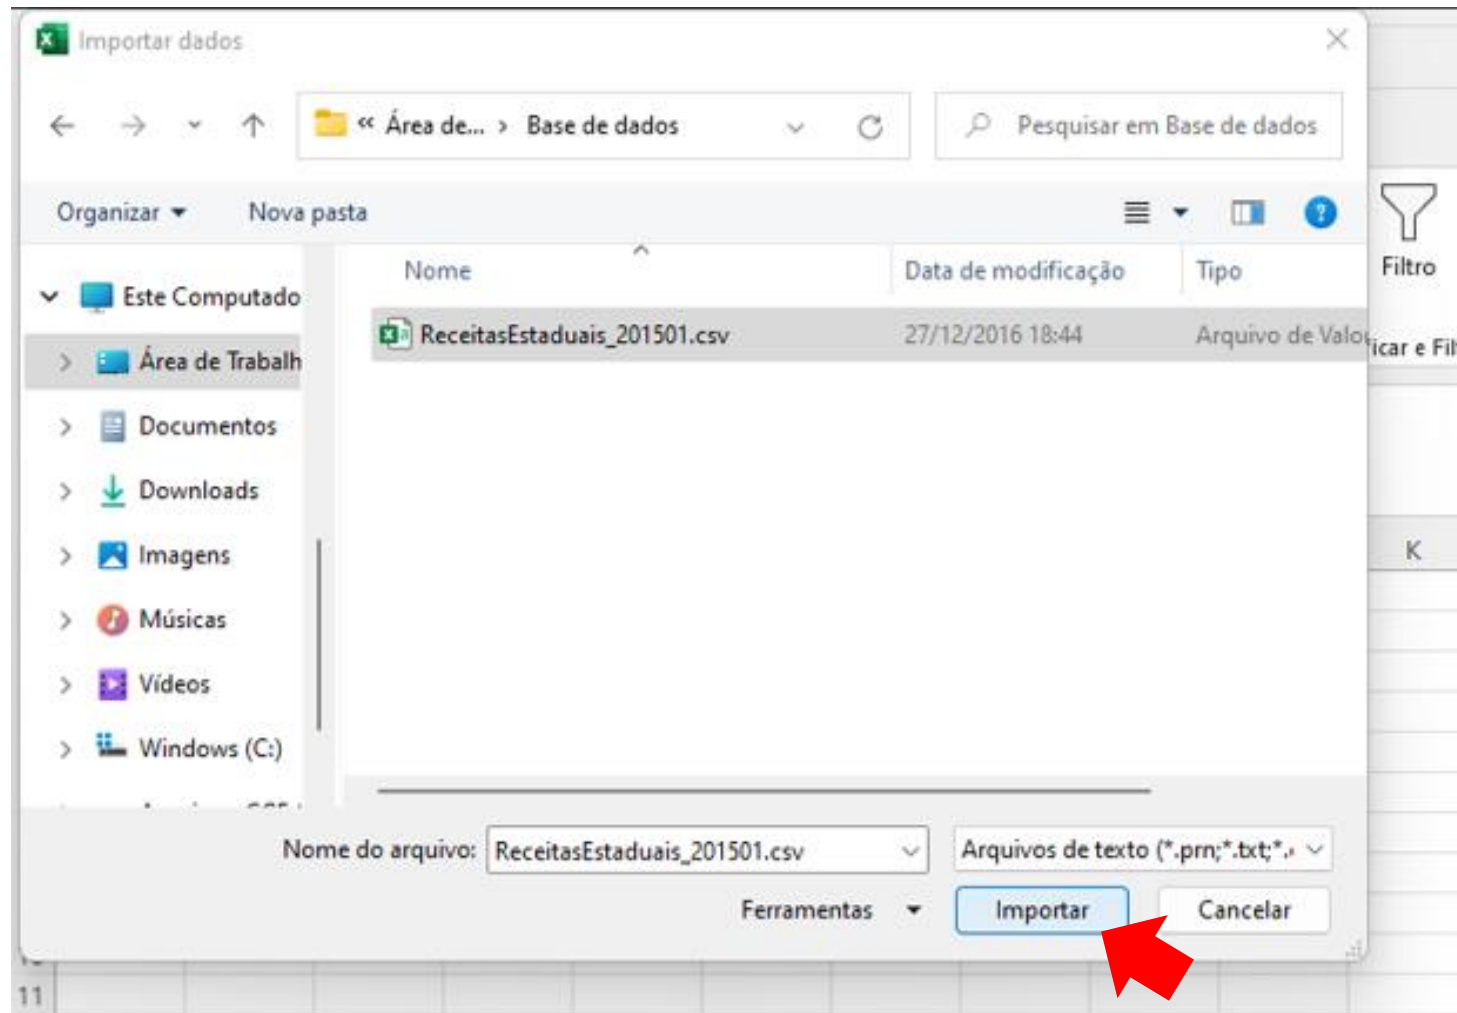 Importar dados
« Área de... > Base de dados
Pesquisar em Base de dados
Organizar
Nova pasta
Filtro
Nome
Data de modificação
Tipo
Este Computado
ReceitasEstaduais_201501.csv
27/12/2016 18:44
Arquivo de Valo
icar e Fil
Área de Trabalh
Documentos
Downloads
Imagens
K
Músicas
Vídeos
Windows (C:)
Nome do arquivo:
ReceitasEstaduais_201501.csv
Arquivos de texto (*.prn;*.txt;*.
Ferramentas
Importar
Cancelar
11